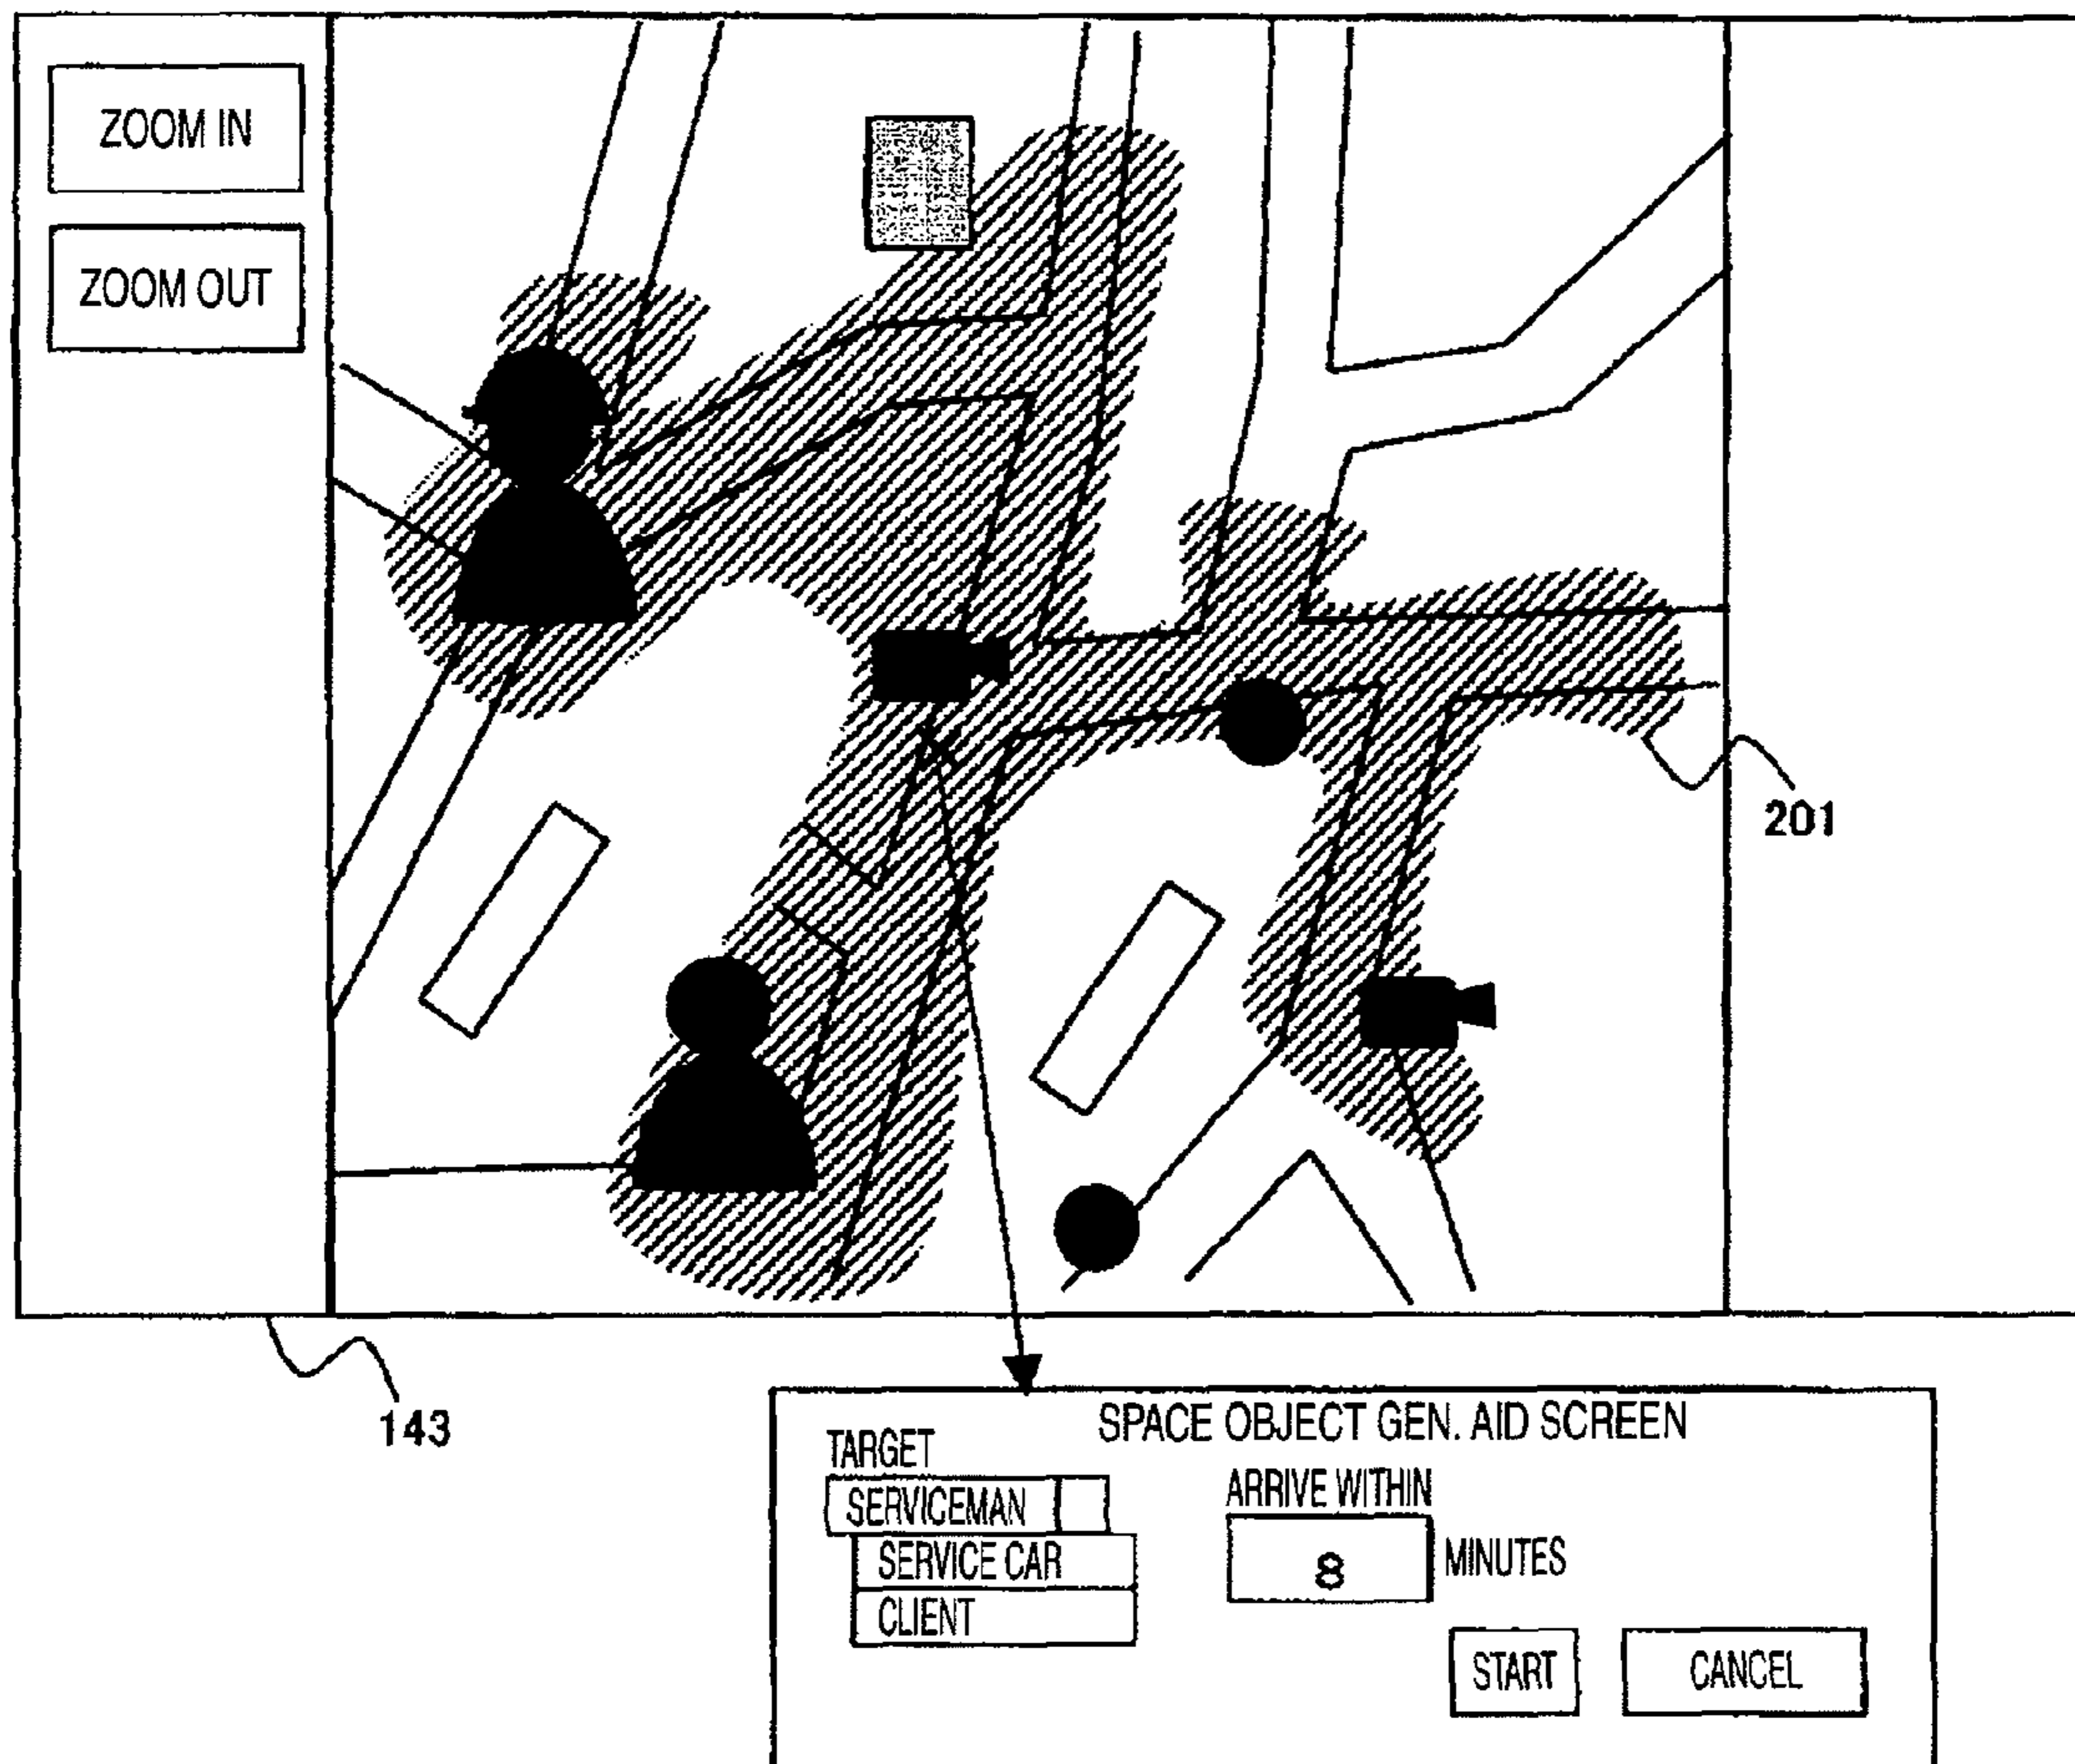 ZOOM IN
ZOOM OUT
201
143
SPACE OBJECT GEN. AID SCREEN
TARGET
SERVICEMAN
SERVICE CAR
CLIENT
ARRIVE WITHIN
8 MINUTES
START
CANCEL